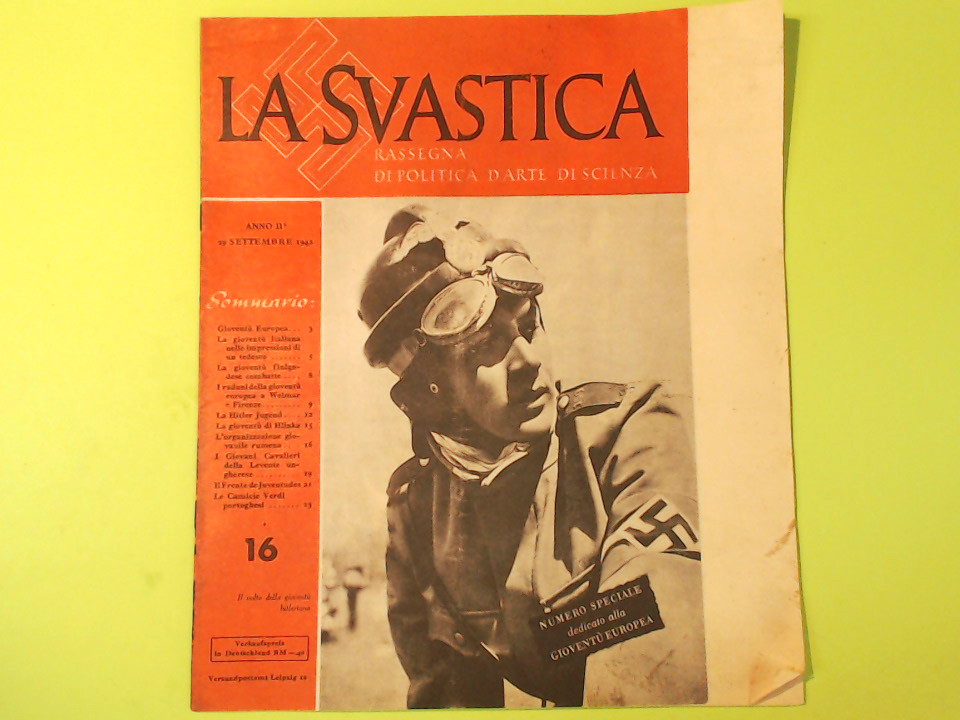 LA SVASTICA
RASSEGNA
DI POLITICA D'ARTE DI SCIENZA
ANNO II°
29 SETTEMBRE 1942
Sommario:
Gioventù Europea . . . 3
La gioventù italiana
nelle impressioni di
un tedesco . . . . . . . 5
La gioventù finlan-
dese combatte . . . . 8
I raduni della gioventù
europea a Weimar
e Firenze . . . . . . . . . 9
La Hitler Jugend . . . . 12
La gioventù di Hlinka 15
L'organizzazione gio-
vanile romena . . 16
I Giovani Cavalieri
della Levente un-
gherese . . . . . . . . . 19
Il Frente de Juventudes 21
Le Camicie Verdi
portoghesi . . . . . . . 23
16
Il volto della gioventù
hitleriana
Verkaufspreis
in Deutschland RM —.40
Versandpostamt Leipzig
NUMERO SPECIALE
dedicato alla
GIOVENTÙ EUROPEA